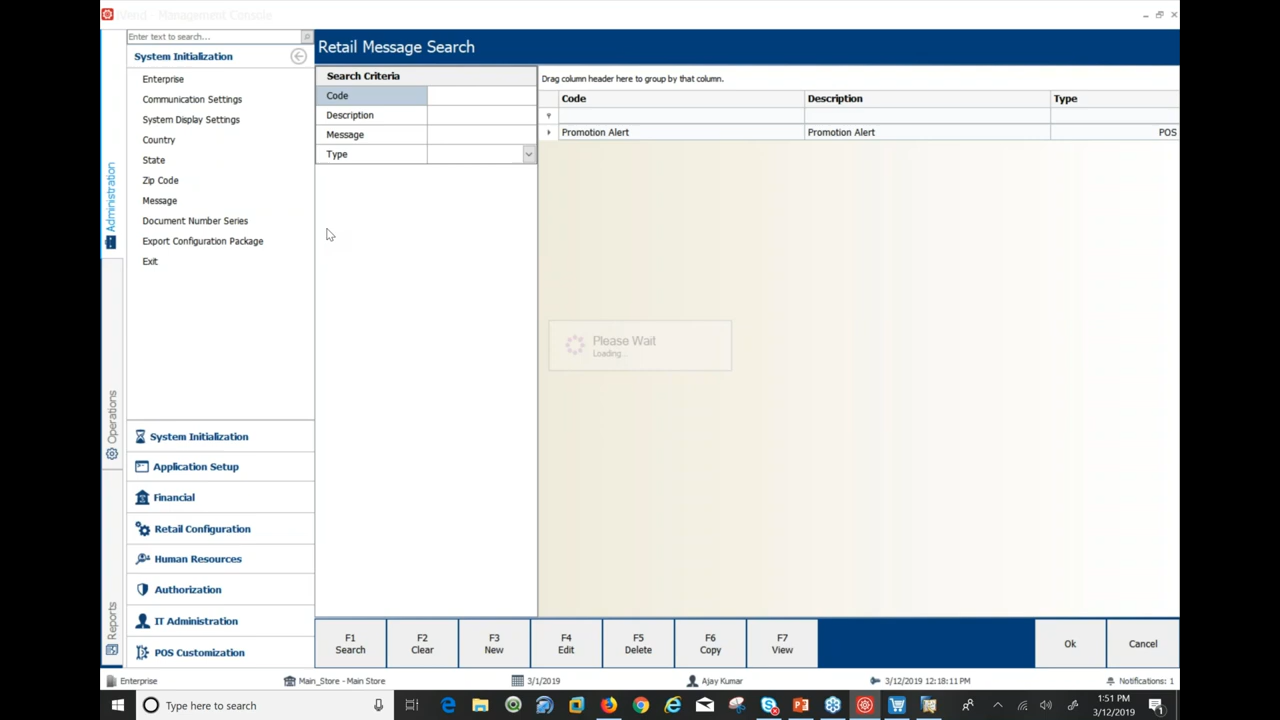 iVend - Management Console
Enter text to search...
System Initialization
Enterprise
Communication Settings
System Display Settings
Country
State
Zip Code
Message
Document Number Series
Export Configuration Package
Exit
Administration
Operations
Reports
System Initialization
Application Setup
Financial
Retail Configuration
Human Resources
Authorization
IT Administration
POS Customization
Retail Message Search
Search Criteria
Code
Description
Message
Type
Drag column header here to group by that column.
Code Description Type
Promotion Alert Promotion Alert POS
Please Wait
Loading...
F1 Search
F2 Clear
F3 New
F4 Edit
F5 Delete
F6 Copy
F7 View
Ok
Cancel
Enterprise Main_Store - Main Store 3/1/2019 Ajay Kumar 3/12/2019 12:18:11 PM Notifications: 1
Type here to search
1:51 PM
3/12/2019